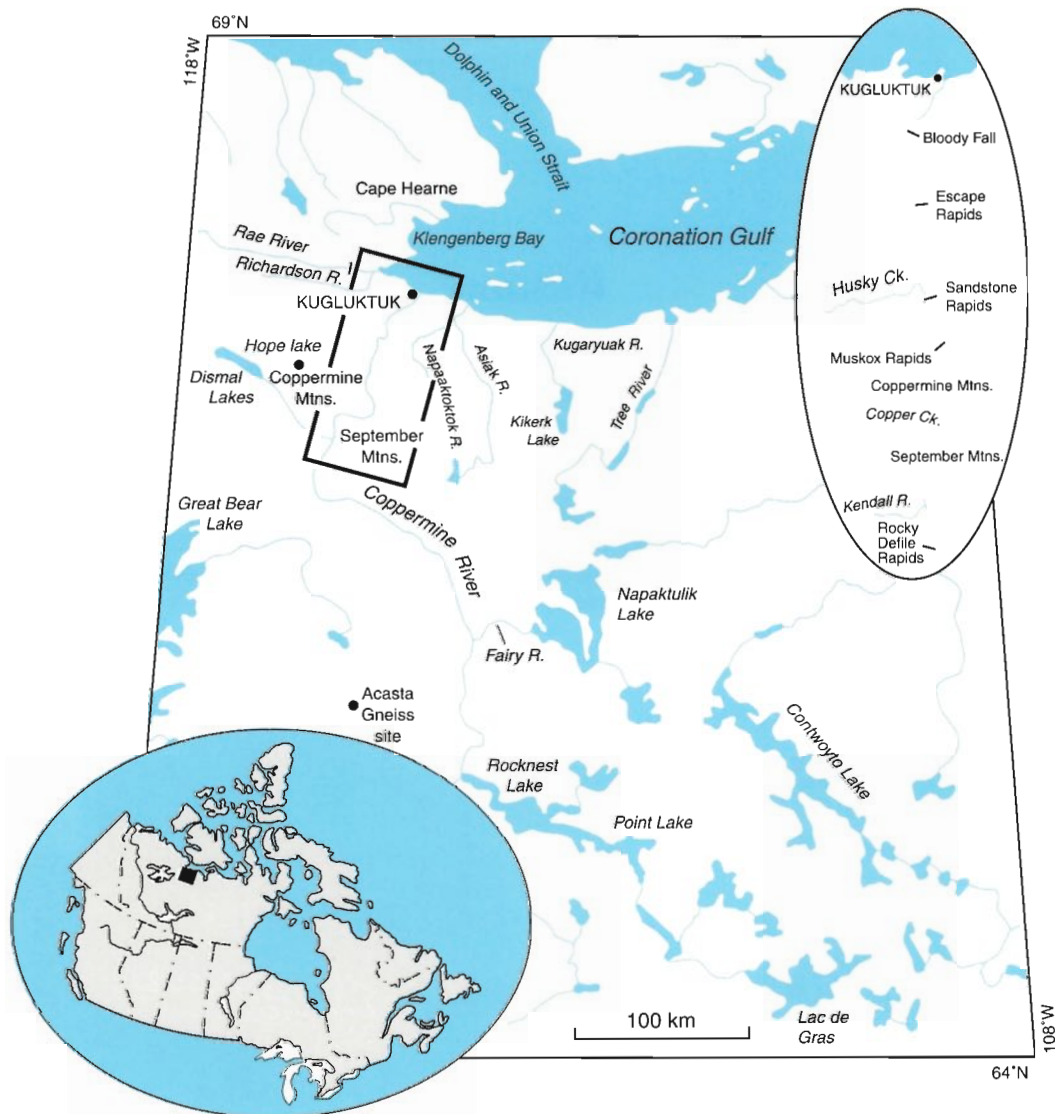 69°N
118°W
Dolphin and Union Strait
KUGLUKTUK
Bloody Fall
Escape
Rapids
Husky Ck.
Sandstone
Rapids
Muskox Rapids
Coppermine Mtns.
Copper Ck.
September Mtns.
Kendall R.
Rocky
Defile
Rapids
Cape Hearne
Klengenberg Bay
Coronation Gulf
Rae River
Richardson R.
KUGLUKTUK
Hope lake
Coppermine
Mtns.
Dismal
Lakes
Napaaktoktok R.
Asiak R.
Kugaryuak R.
Tree River
Kikerk
Lake
September
Mtns.
Coppermine River
Great Bear
Lake
Napaktulik
Lake
Fairy R.
Acasta
Gneiss
site
Contwoyto Lake
Rocknest
Lake
Point Lake
100 km
Lac de
Gras
108°W
64°N